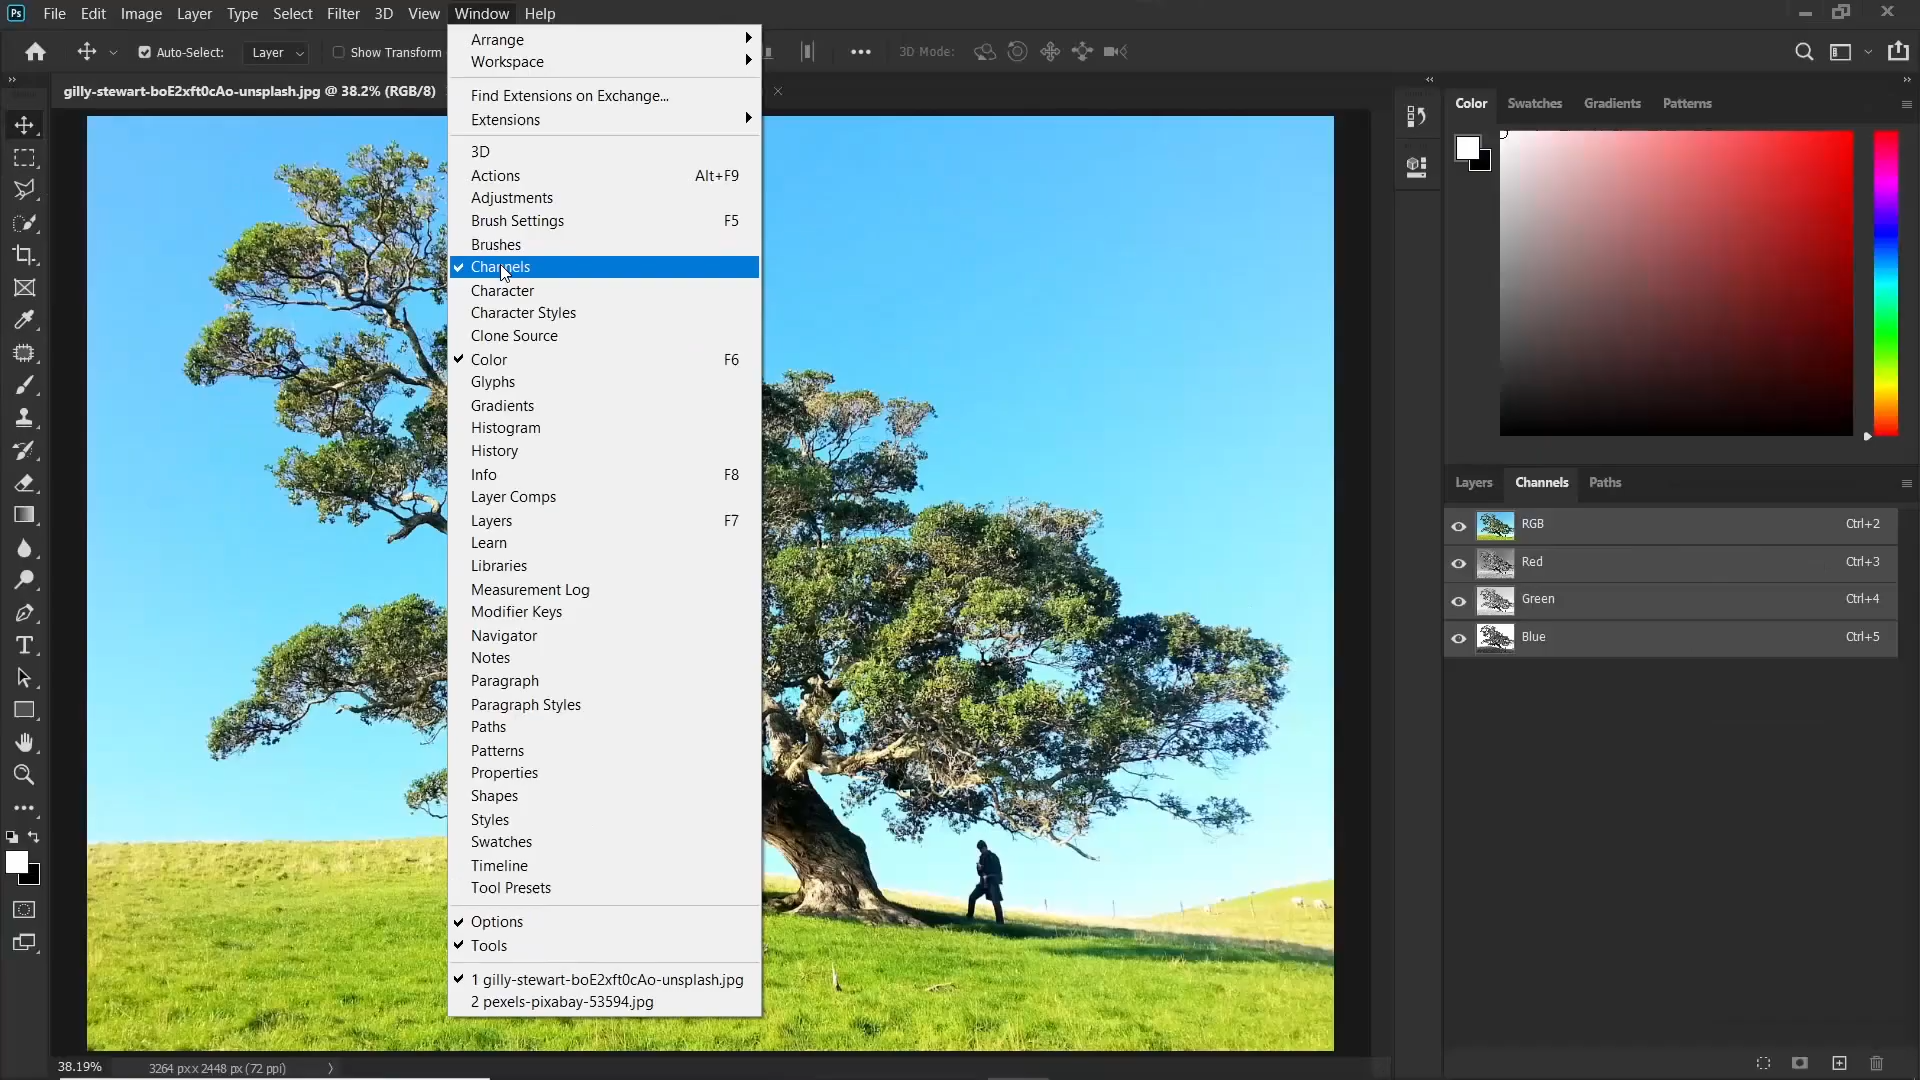 Ps File Edit Image Layer Type Select Filter 3D View Window Help
Auto-Select: Layer Show Transform 3D Mode:
gilly-stewart-boE2xft0cAo-unsplash.jpg @ 38.2% (RGB/8)
Arrange
Workspace
Find Extensions on Exchange...
Extensions
3D
Actions Alt+F9
Adjustments
Brush Settings F5
Brushes
Channels
Character
Character Styles
Clone Source
Color F6
Glyphs
Gradients
Histogram
History
Info F8
Layer Comps
Layers F7
Learn
Libraries
Measurement Log
Modifier Keys
Navigator
Notes
Paragraph
Paragraph Styles
Paths
Patterns
Properties
Shapes
Styles
Swatches
Timeline
Tool Presets
Options
Tools
1 gilly-stewart-boE2xft0cAo-unsplash.jpg
2 pexels-pixabay-53594.jpg
Color Swatches Gradients Patterns
Layers Channels Paths
RGB Ctrl+2
Red Ctrl+3
Green Ctrl+4
Blue Ctrl+5
38.19% 3264 px x 2448 px (72 ppi)